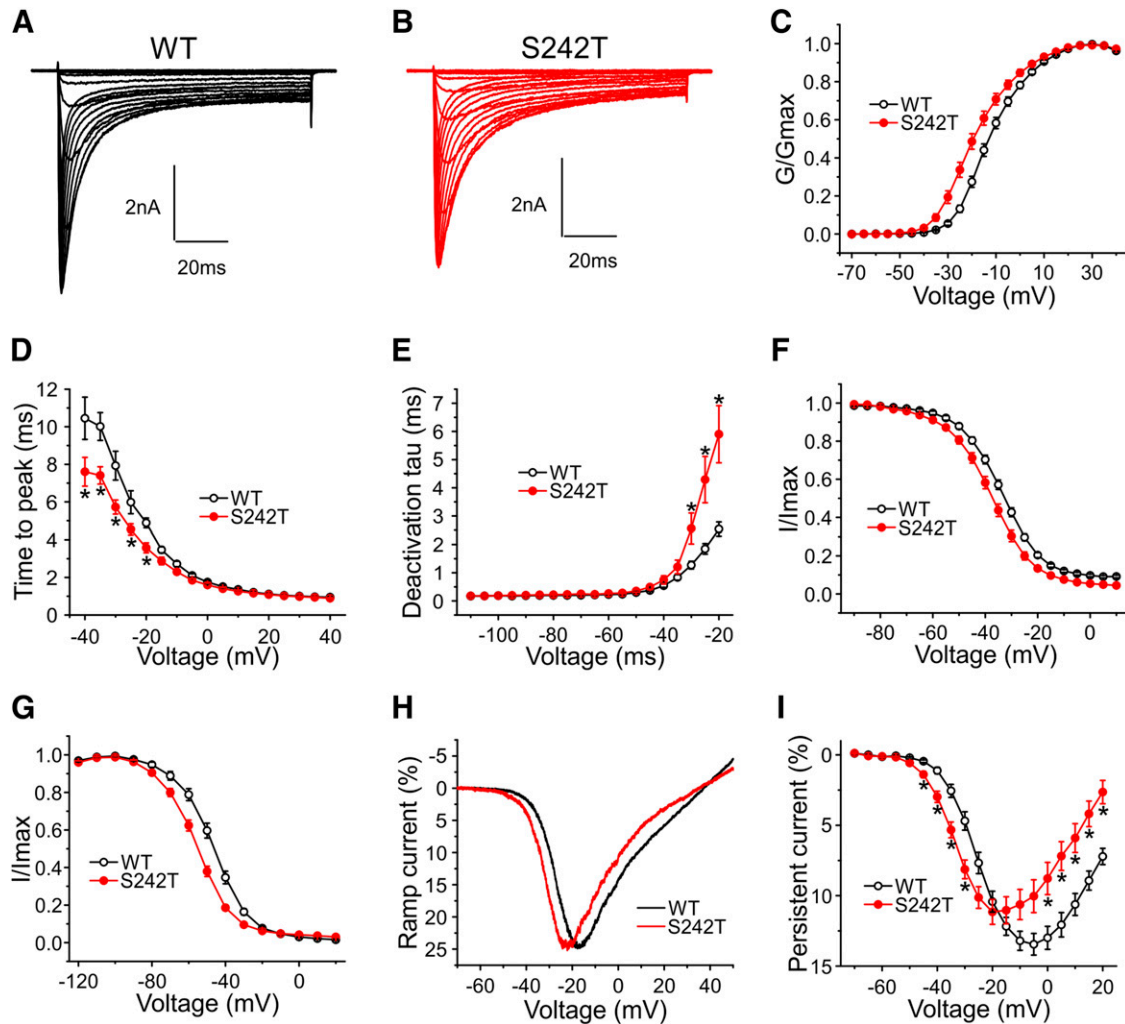 A
WT
2nA
20ms
B
S242T
2nA
20ms
C
G/Gmax
1.0
0.8
0.6
0.4
0.2
0.0
WT
S242T
-70 -50 -30 -10 10 30
Voltage (mV)
D
Time to peak (ms)
12
10
8
6
4
2
0
WT
S242T
* * * * *
-40 -20 0 20 40
Voltage (mV)
E
Deactivation tau (ms)
7
6
5
4
3
2
1
0
WT
S242T
* * *
-100 -80 -60 -40 -20
Voltage (ms)
F
I/Imax
1.0
0.8
0.6
0.4
0.2
0.0
WT
S242T
-80 -60 -40 -20 0
Voltage (mV)
G
I/Imax
1.0
0.8
0.6
0.4
0.2
0.0
WT
S242T
-120 -80 -40 0
Voltage (mV)
H
Ramp current (%)
-5
0
5
10
15
20
25
WT
S242T
-60 -40 -20 0 20 40
Voltage (mV)
I
Persistent current (%)
0
5
10
15
WT
S242T
* * * * * * * * *
-60 -40 -20 0 20
Voltage (mV)